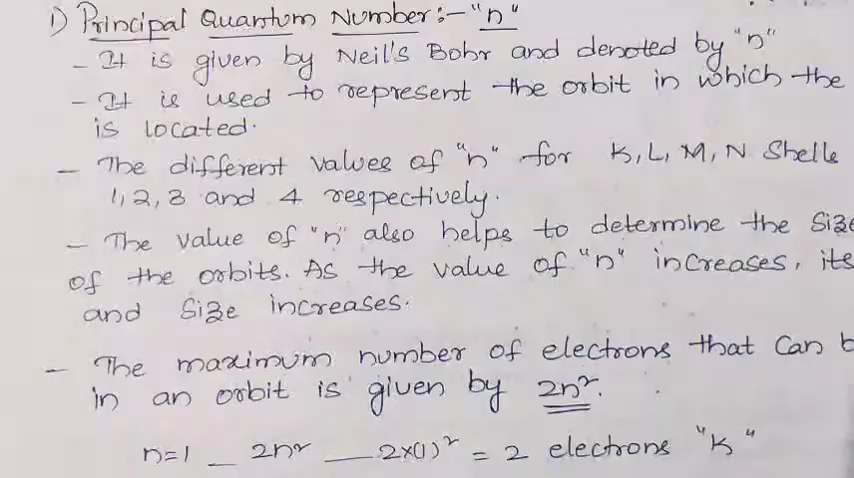 1) Principal Quantum Number :- "n"
- It is given by Neil's Bohr and denoted by "n"
- It is used to represent the orbit in which the
is located.
- The different values of "n" for K, L, M, N Shells
1, 2, 3 and 4 respectively.
- The value of "n" also helps to determine the Size
of the orbits. As the value of "n" increases, its
and Size increases.
- The maximum number of electrons that can b
in an orbit is given by 2n².
n=1 _ 2n² _ 2×(1)² = 2 electrons "K"